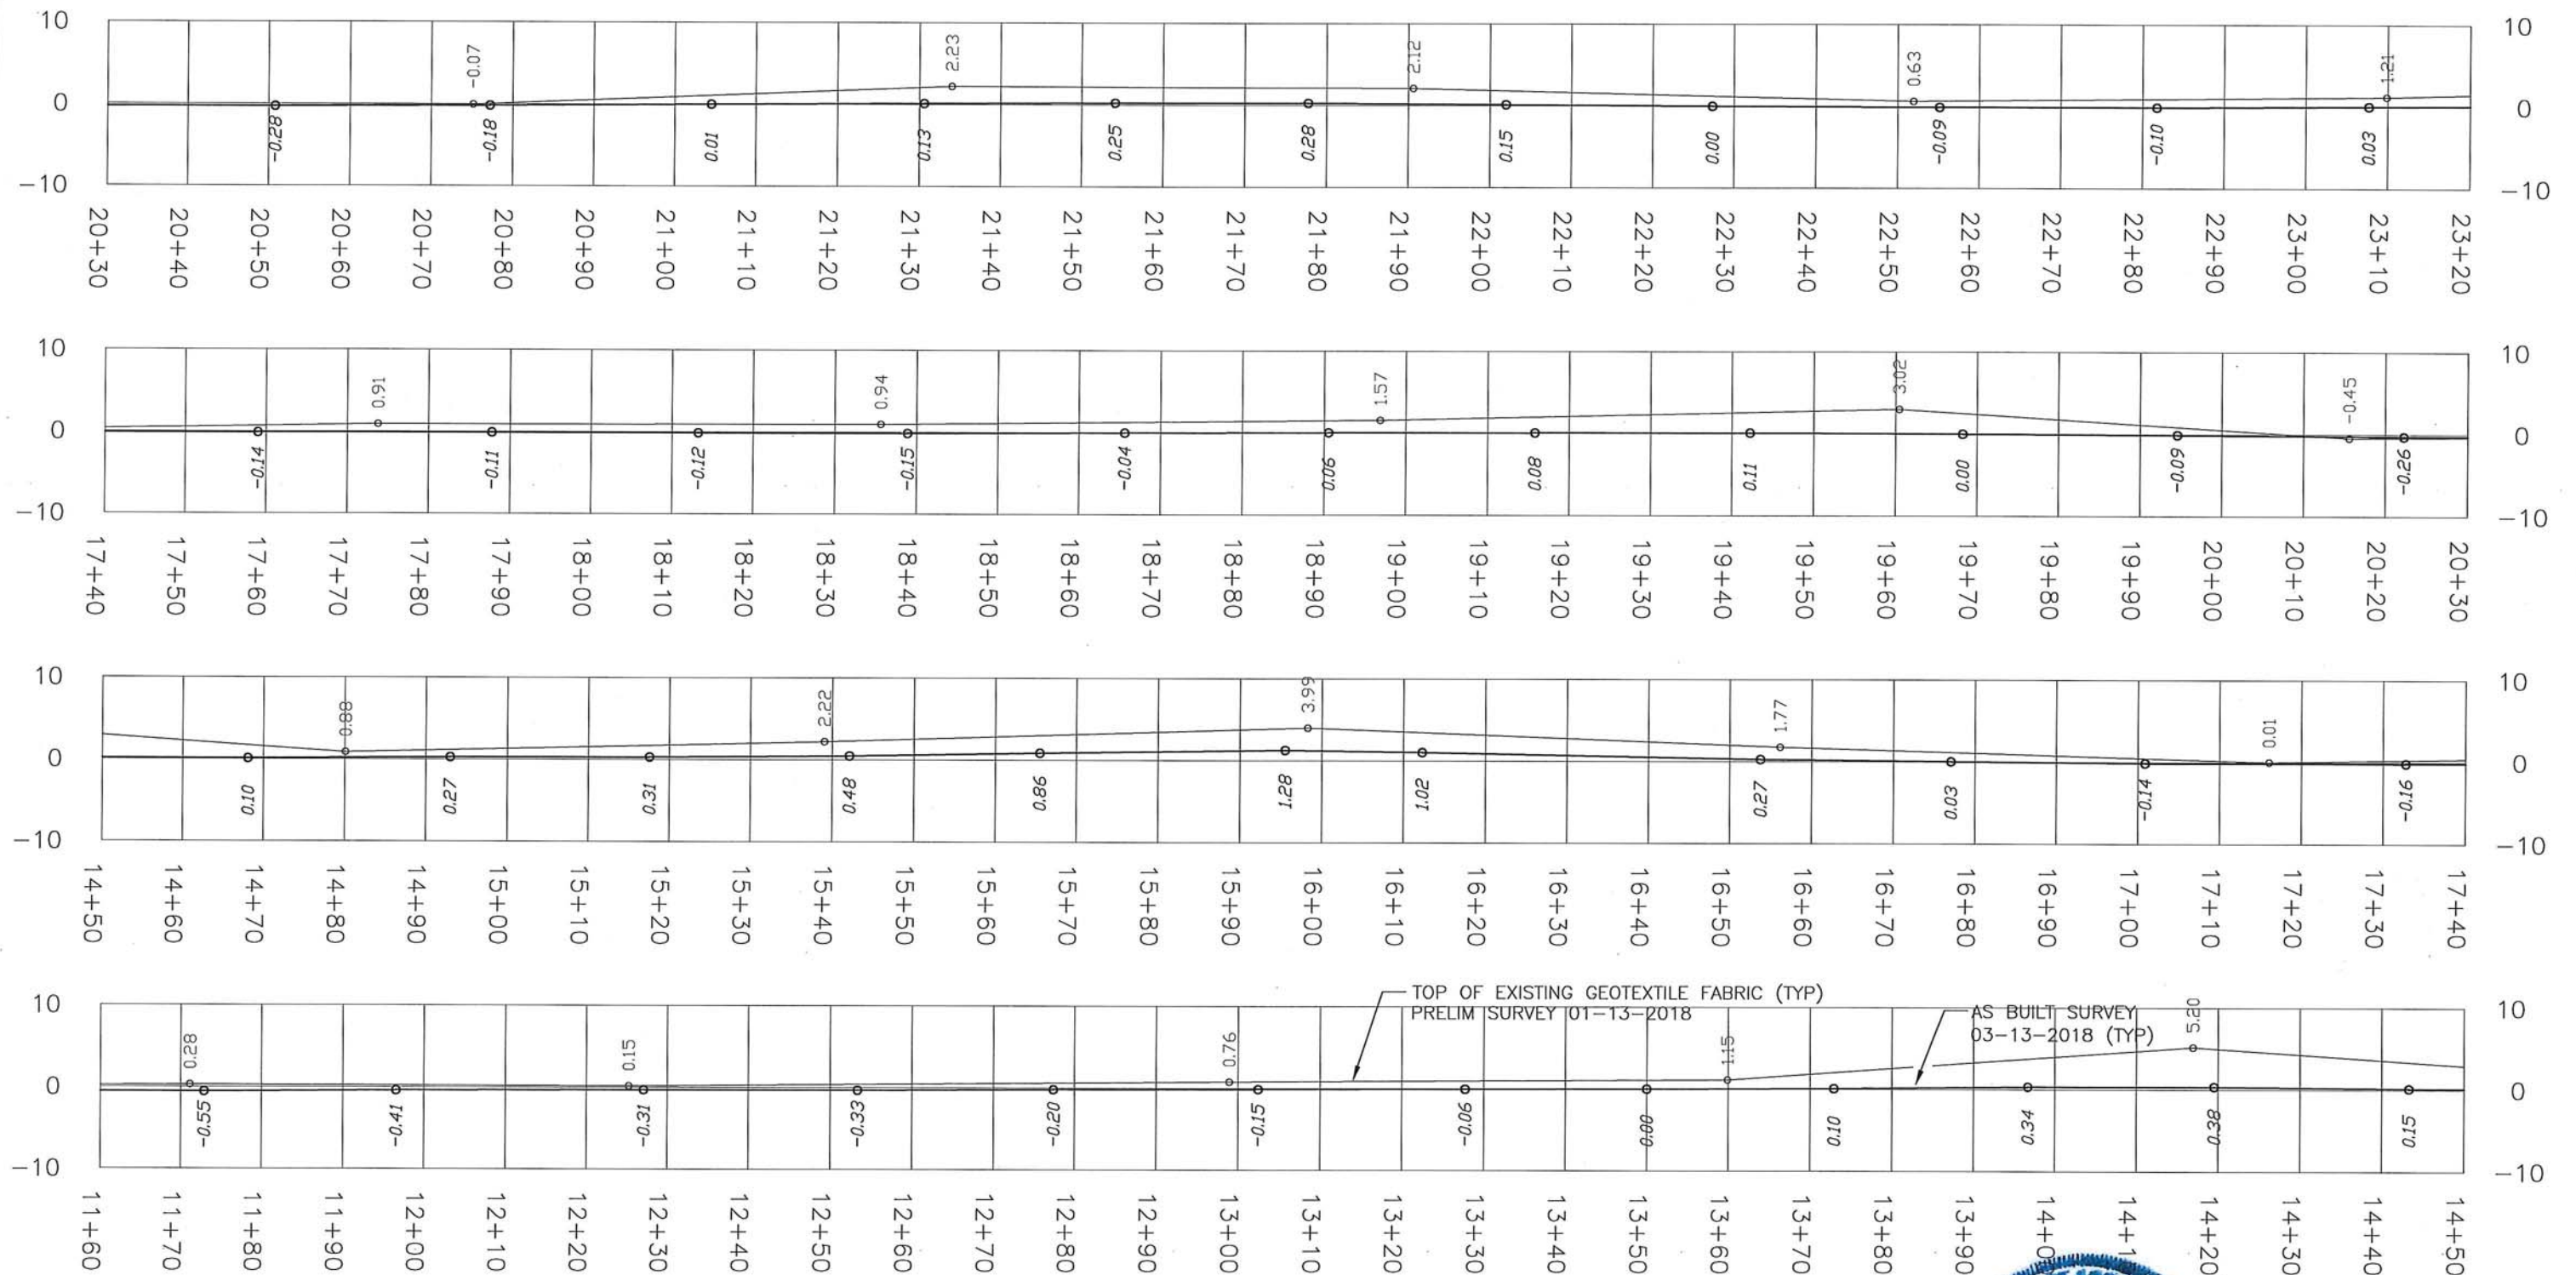 10 10
-0.07 2.23 2.12 0.63 1.21
0 0
-0.28 -0.18 0.01 0.13 0.25 0.28 0.15 0.00 -0.09 -0.10 0.03
-10 -10
20+30 20+40 20+50 20+60 20+70 20+80 20+90 21+00 21+10 21+20 21+30 21+40 21+50 21+60 21+70 21+80 21+90 22+00 22+10 22+20 22+30 22+40 22+50 22+60 22+70 22+80 22+90 23+00 23+10 23+20
10 10
0.91 0.94 1.57 3.02 -0.45
0 0
-0.14 -0.11 -0.12 -0.15 -0.04 0.06 0.08 0.11 0.00 -0.09 -0.26
-10 -10
17+40 17+50 17+60 17+70 17+80 17+90 18+00 18+10 18+20 18+30 18+40 18+50 18+60 18+70 18+80 18+90 19+00 19+10 19+20 19+30 19+40 19+50 19+60 19+70 19+80 19+90 20+00 20+10 20+20 20+30
10 10
0.88 2.22 3.99 1.77 0.01
0 0
0.10 0.27 0.31 0.48 0.86 1.28 1.02 0.27 0.03 -0.14 -0.16
-10 -10
14+50 14+60 14+70 14+80 14+90 15+00 15+10 15+20 15+30 15+40 15+50 15+60 15+70 15+80 15+90 16+00 16+10 16+20 16+30 16+40 16+50 16+60 16+70 16+80 16+90 17+00 17+10 17+20 17+30 17+40
TOP OF EXISTING GEOTEXTILE FABRIC (TYP)
PRELIM SURVEY 01-13-2018
AS BUILT SURVEY
03-13-2018 (TYP)
10 10
0.28 0.15 0.76 1.15 5.20
0 0
-0.55 -0.41 -0.31 -0.33 -0.20 -0.15 -0.06 0.00 0.10 0.34 0.38 0.15
-10 -10
11+60 11+70 11+80 11+90 12+00 12+10 12+20 12+30 12+40 12+50 12+60 12+70 12+80 12+90 13+00 13+10 13+20 13+30 13+40 13+50 13+60 13+70 13+80 13+90 14+0 14+1 14+20 14+30 14+40 14+50